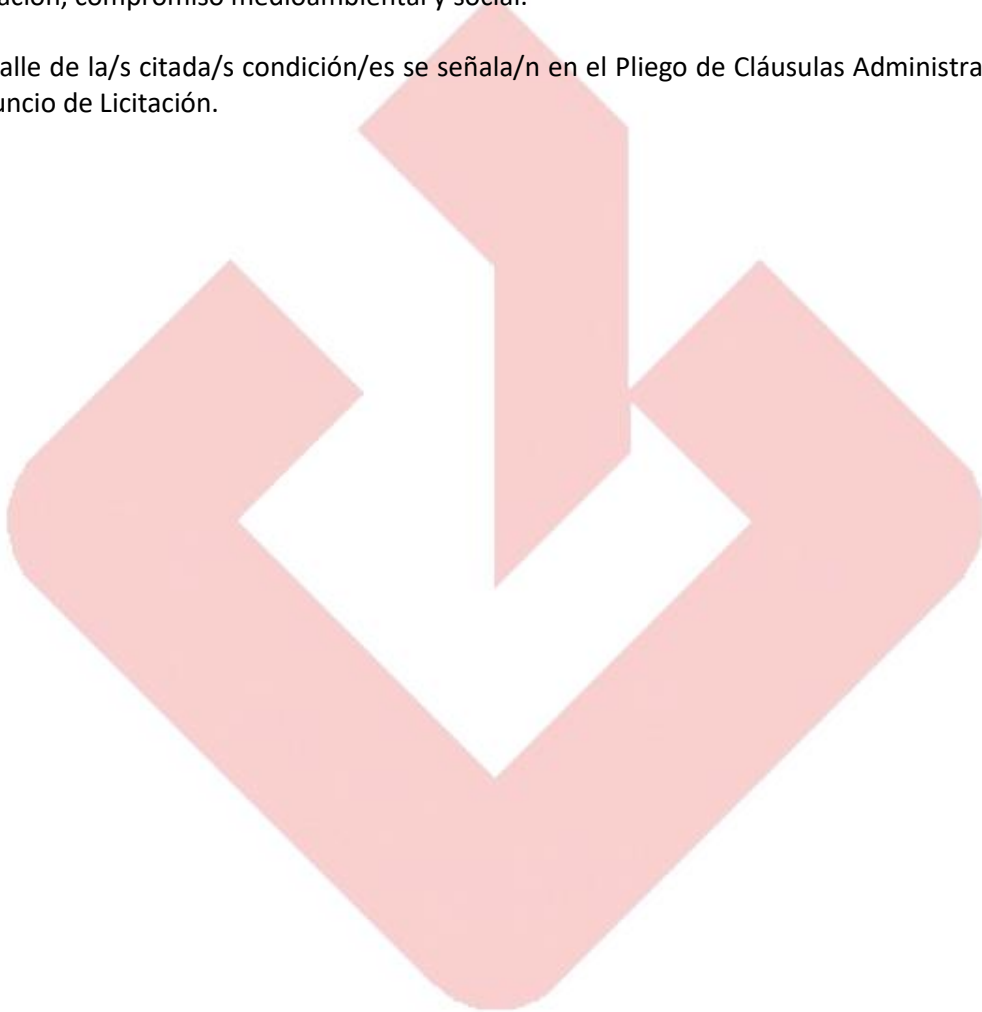 ación, compromiso medioambiental y social.
alle de la/s citada/s condición/es se señala/n en el Pliego de Cláusulas Administra
uncio de Licitación.